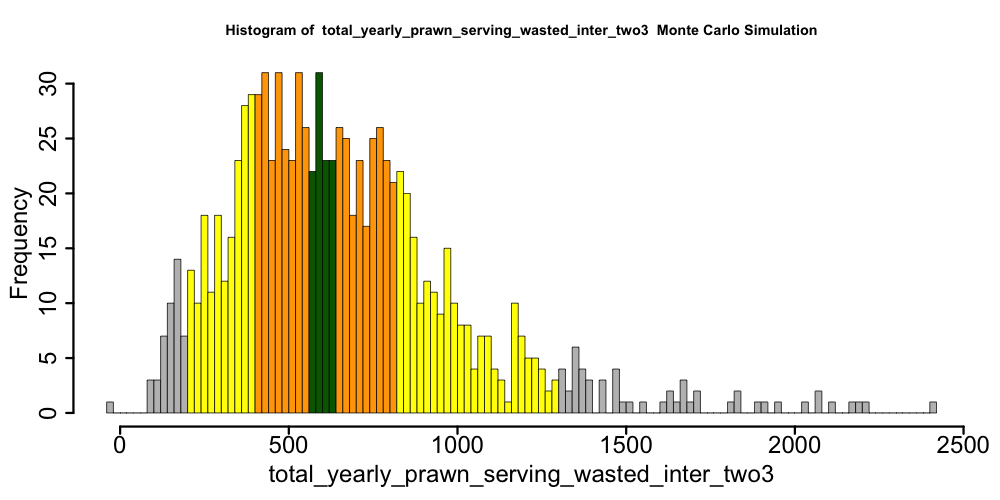 Histogram of  total_yearly_prawn_serving_wasted_inter_two3  Monte Carlo Simulation
Frequency
30
25
20
15
10
5
0
0 500 1000 1500 2000 2500
total_yearly_prawn_serving_wasted_inter_two3